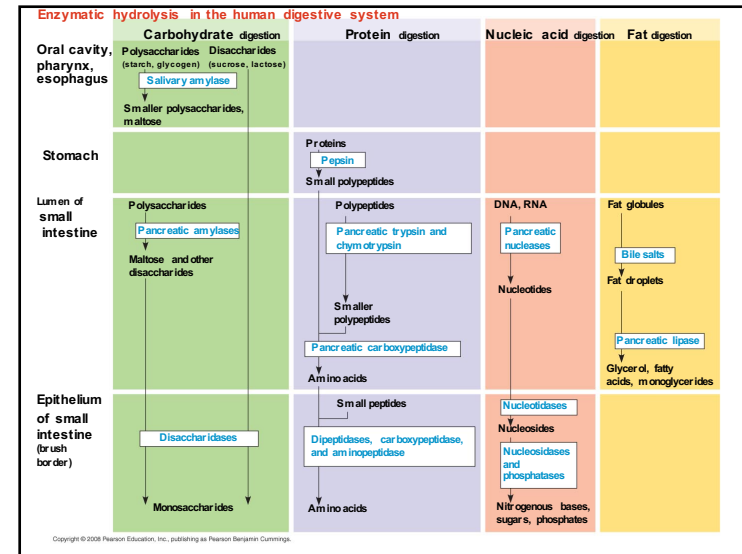 Enzymatic hydrolysis in the human digestive system
Carbohydrate digestion
Protein digestion
Nucleic acid digestion
Fat digestion
Oral cavity,
pharynx,
esophagus
Polysaccharides
(starch, glycogen)
Disaccharides
(sucrose, lactose)
Salivary amylase
Smaller polysaccharides,
maltose
Stomach
Proteins
Pepsin
Small polypeptides
Lumen of
small
intestine
Polysaccharides
Pancreatic amylases
Maltose and other
disaccharides
Polypeptides
Pancreatic trypsin and
chymotrypsin
Smaller
polypeptides
Pancreatic carboxypeptidase
Amino acids
DNA, RNA
Pancreatic
nucleases
Nucleotides
Fat globules
Bile salts
Fat droplets
Pancreatic lipase
Glycerol, fatty
acids, monoglycerides
Epithelium
of small
intestine
(brush
border)
Disaccharidases
Monosaccharides
Small peptides
Dipeptidases, carboxypeptidase,
and aminopeptidase
Amino acids
Nucleotidases
Nucleosides
Nucleosidases
and
phosphatases
Nitrogenous bases,
sugars, phosphates
Copyright © 2008 Pearson Education, Inc., publishing as Pearson Benjamin Cummings.